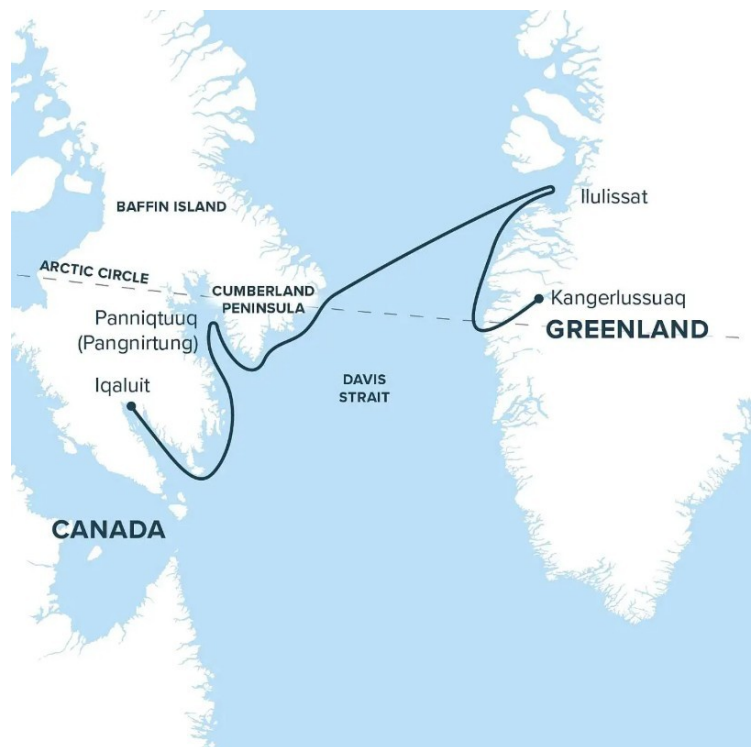 Ilulissat
BAFFIN ISLAND
ARCTIC CIRCLE
CUMBERLAND
PENINSULA
Kangerlussuaq
Panniqtuuq
(Pangnirtung)
GREENLAND
Iqaluit
DAVIS
STRAIT
CANADA